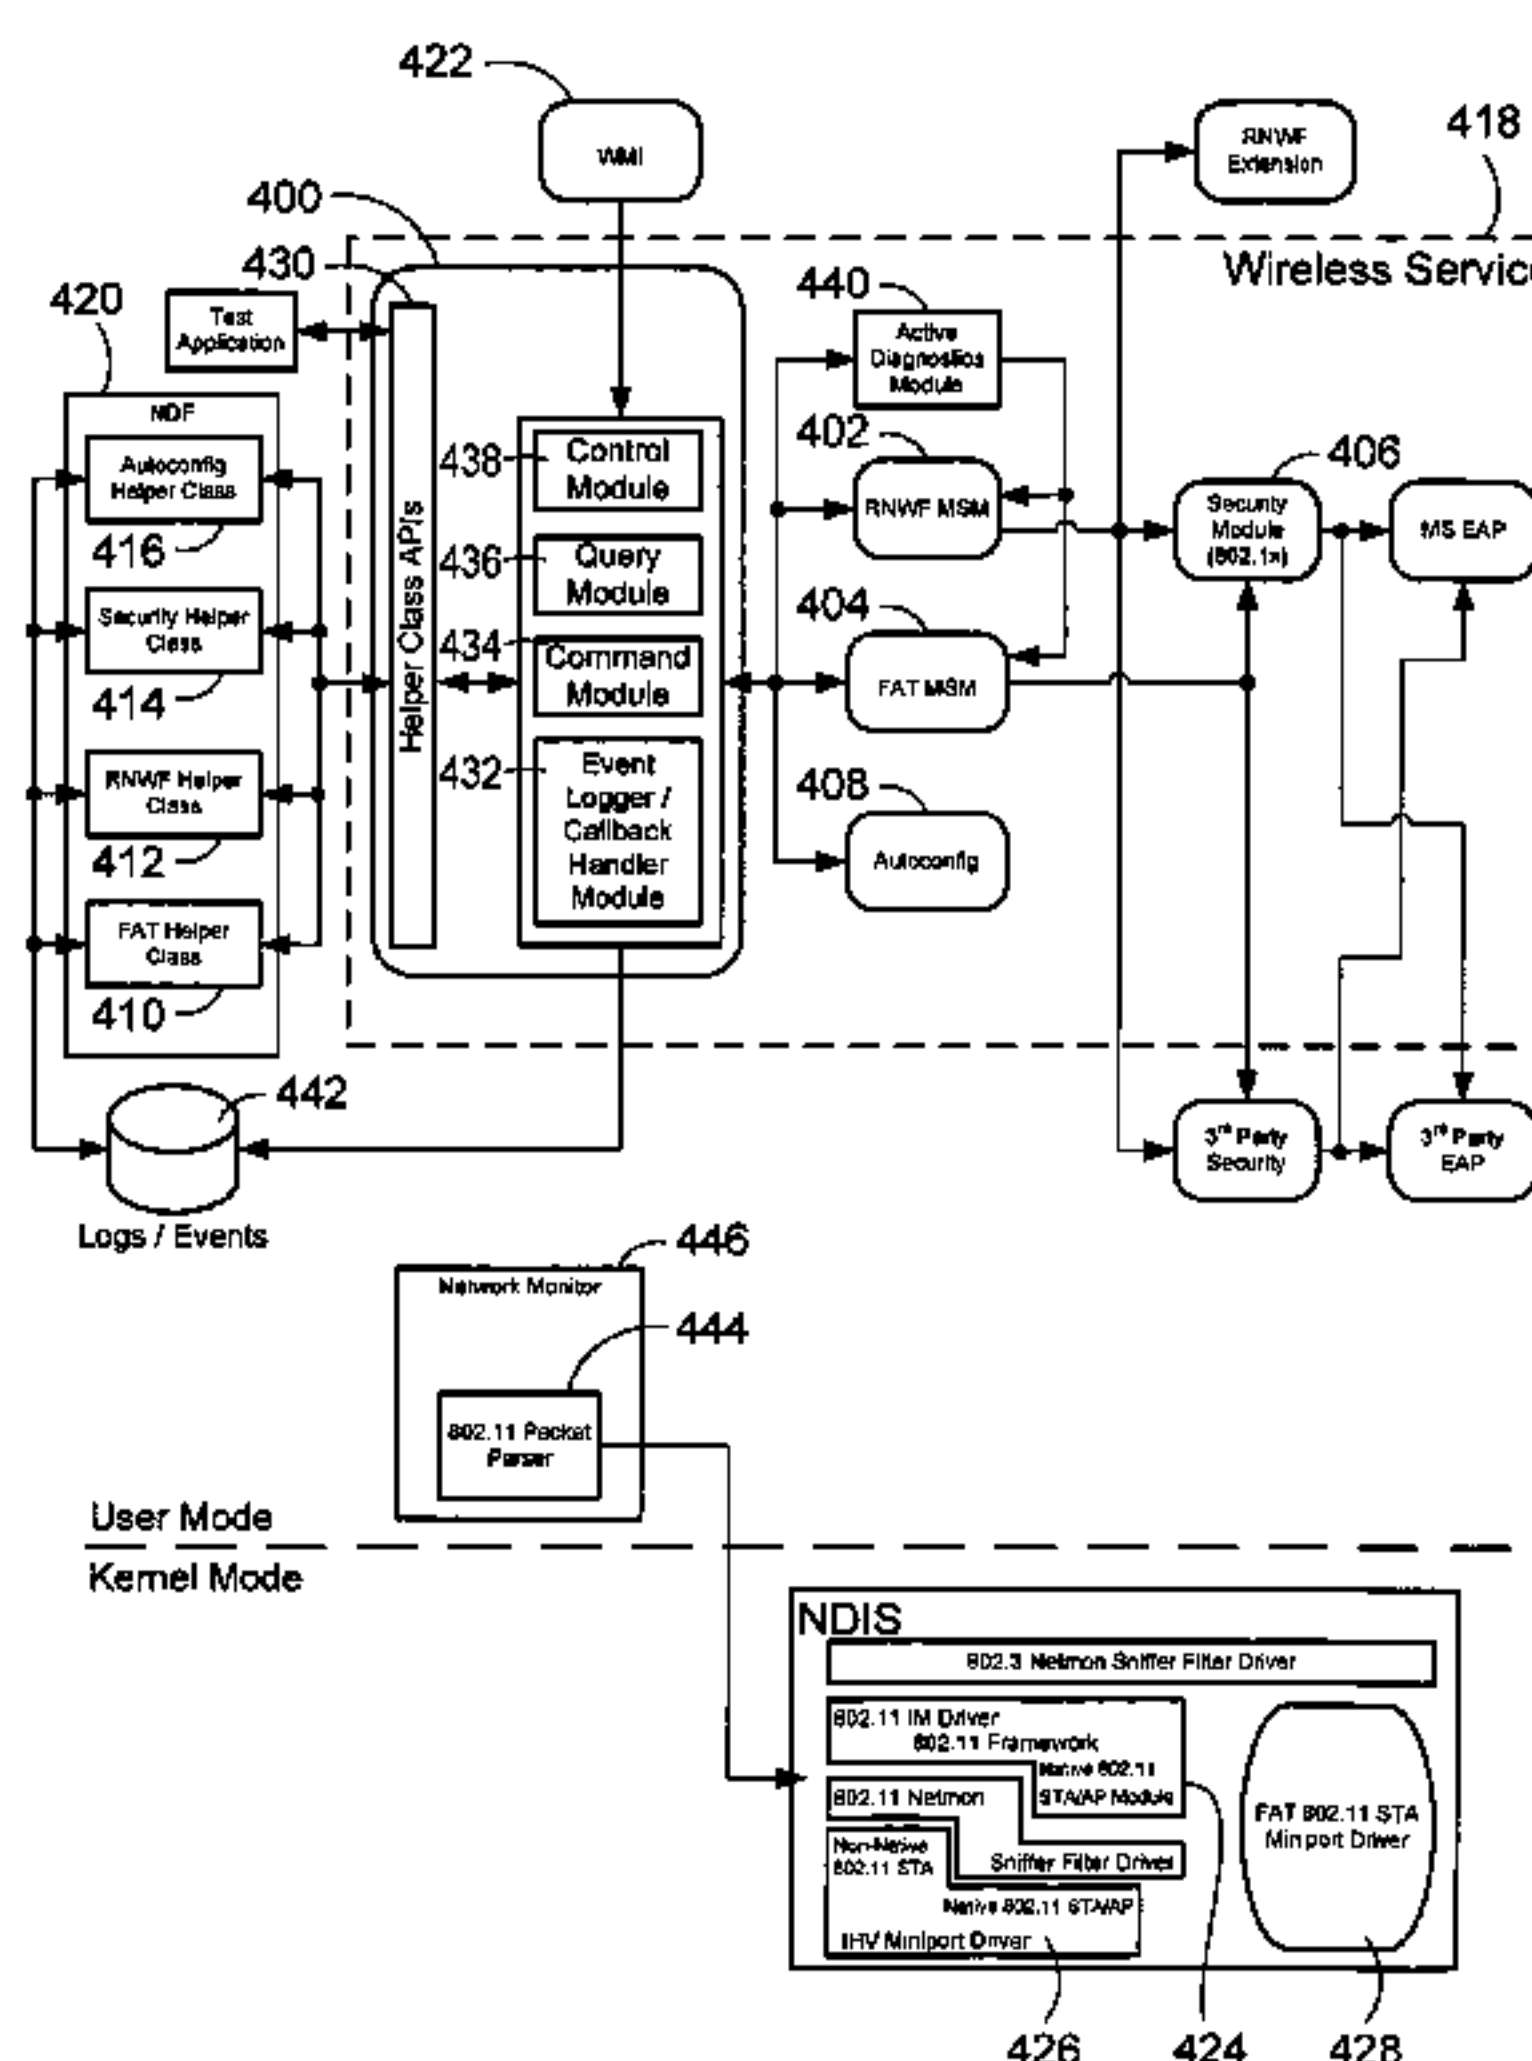 422
WMI
RNWF
Extension
418
400
430
Wireless Servic
420
Test
Application
440
Active
Diagnostics
Module
NDF
402
438
Control
Module
406
Autoconfig
Helper Class
416
RNWF MSM
Security
Module
(802.1x)
MS EAP
436
Query
Module
Helper Class APIs
Security Helper
Class
414
404
434
Command
Module
FAT MSM
432
Event
Logger /
Callback
Handler
Module
RNWF Helper
Class
412
408
Autoconfig
FAT Helper
Class
410
442
3rd Party
Security
3rd Party
EAP
Logs / Events
446
Network Monitor
444
802.11 Packet
Parser
User Mode
Kernel Mode
NDIS
802.3 Netmon Sniffer Filter Driver
802.11 IM Driver
802.11 Framework
Native 802.11
STA/AP Module
802.11 Netmon
Sniffer Filter Driver
Non-Native
802.11 STA
Native 802.11 STA/AP
IHV Miniport Driver
FAT 802.11 STA
Miniport Driver
426
424
428